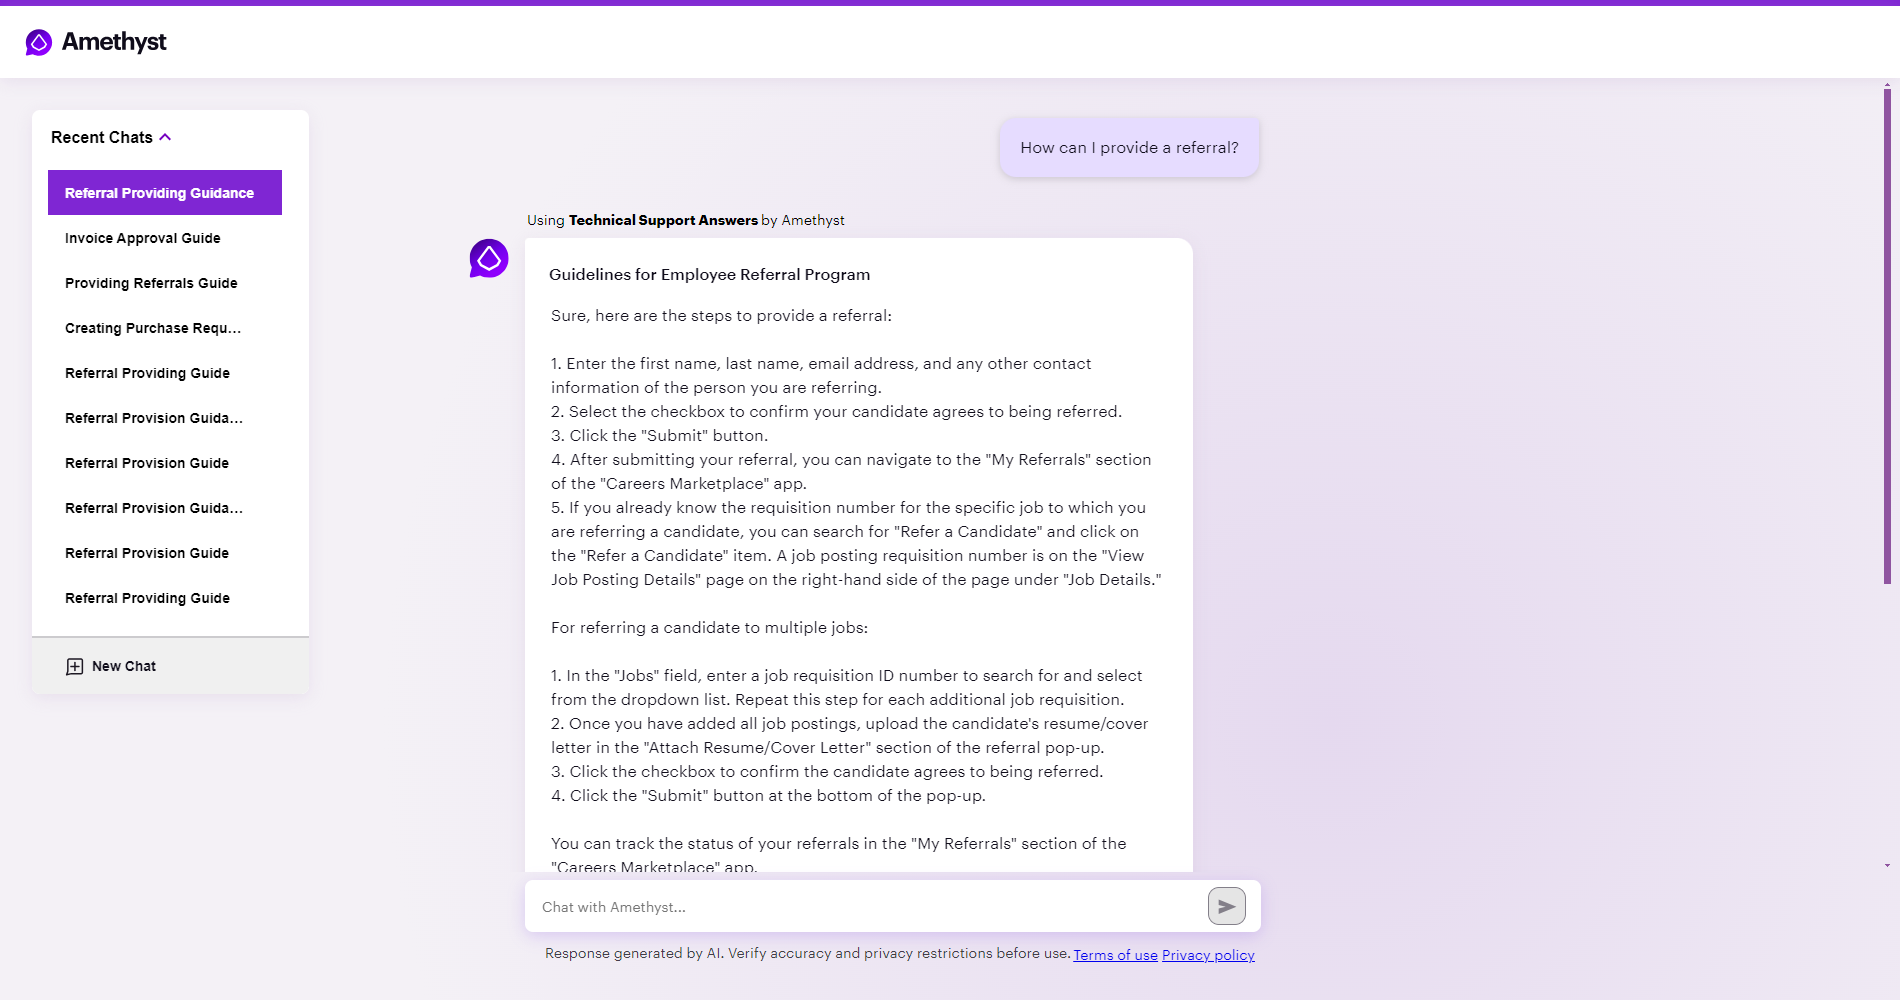 Amethyst
Recent Chats
Referral Providing Guidance
Invoice Approval Guide
Providing Referrals Guide
Creating Purchase Requ...
Referral Providing Guide
Referral Provision Guida...
Referral Provision Guide
Referral Provision Guida...
Referral Provision Guide
Referral Providing Guide
New Chat
How can I provide a referral?
Using Technical Support Answers by Amethyst
Guidelines for Employee Referral Program
Sure, here are the steps to provide a referral:
1. Enter the first name, last name, email address, and any other contact
information of the person you are referring.
2. Select the checkbox to confirm your candidate agrees to being referred.
3. Click the "Submit" button.
4. After submitting your referral, you can navigate to the "My Referrals" section
of the "Careers Marketplace" app.
5. If you already know the requisition number for the specific job to which you
are referring a candidate, you can search for "Refer a Candidate" and click on
the "Refer a Candidate" item. A job posting requisition number is on the "View
Job Posting Details" page on the right-hand side of the page under "Job Details."
For referring a candidate to multiple jobs:
1. In the "Jobs" field, enter a job requisition ID number to search for and select
from the dropdown list. Repeat this step for each additional job requisition.
2. Once you have added all job postings, upload the candidate's resume/cover
letter in the "Attach Resume/Cover Letter" section of the referral pop-up.
3. Click the checkbox to confirm the candidate agrees to being referred.
4. Click the "Submit" button at the bottom of the pop-up.
You can track the status of your referrals in the "My Referrals" section of the
"Careers Marketplace" app.
Chat with Amethyst...
Response generated by AI. Verify accuracy and privacy restrictions before use. Terms of use Privacy policy